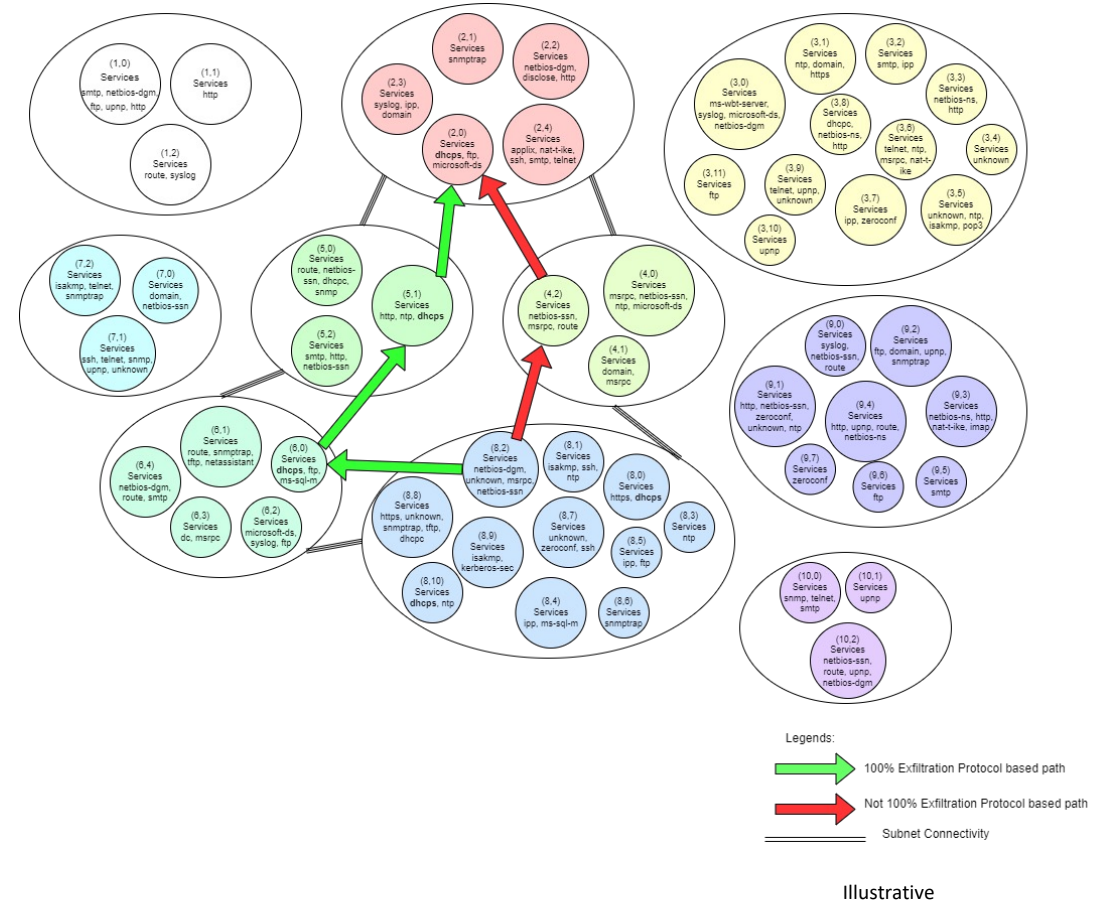 (1,0)
Services
smtp, netbios-dgm,
ftp, upnp, http
(1,1)
Services
http
(1,2)
Services
route, syslog
(2,1)
Services
snmptrap
(2,2)
Services
netbios-dgm,
disclose, http
(2,3)
Services
syslog, ipp,
domain
(2,0)
Services
dhcps, ftp,
microsoft-ds
(2,4)
Services
applix, nat-t-ike,
ssh, smtp, telnet
(3,1)
Services
ntp, domain,
https
(3,2)
Services
smtp, ipp
(3,0)
Services
ms-wbt-server,
syslog, microsoft-ds,
netbios-dgm
(3,3)
Services
netbios-ns,
http
(3,8)
Services
dhcpc,
netbios-ns,
http
(3,6)
Services
telnet, ntp,
msrpc, nat-t-
ike
(3,4)
Services
unknown
(3,11)
Services
ftp
(3,9)
Services
telnet, upnp,
unknown
(3,7)
Services
ipp, zeroconf
(3,5)
Services
unknown, ntp,
isakmp, pop3
(3,10)
Services
upnp
(7,2)
Services
isakmp, telnet,
snmptrap
(7,0)
Services
domain,
netbios-ssn
(7,1)
Services
ssh, telnet, snmp,
upnp, unknown
(5,0)
Services
route, netbios-
ssn, dhcpc,
snmp
(5,1)
Services
http, ntp, dhcps
(5,2)
Services
smtp, http,
netbios-ssn
(4,2)
Services
netbios-ssn,
msrpc, route
(4,0)
Services
msrpc, netbios-ssn,
ntp, microsoft-ds
(4,1)
Services
domain,
msrpc
(9,0)
Services
syslog,
netbios-ssn,
route
(9,2)
Services
ftp, domain, upnp,
snmptrap
(9,1)
Services
http, netbios-ssn,
zeroconf,
unknown, ntp
(9,4)
Services
http, upnp, route,
netbios-ns
(9,3)
Services
netbios-ns, http,
nat-t-ike, imap
(9,7)
Services
zeroconf
(9,6)
Services
ftp
(9,5)
Services
smtp
(6,1)
Services
route, snmptrap,
tftp, netassistant
(6,0)
Services
dhcps, ftp,
ms-sql-m
(6,4)
Services
netbios-dgm,
route, smtp
(6,3)
Services
dc, msrpc
(6,2)
Services
microsoft-ds,
syslog, ftp
(8,2)
Services
netbios-dgm,
unknown, msrpc,
netbios-ssn
(8,1)
Services
isakmp, ssh,
ntp
(8,0)
Services
https, dhcps
(8,8)
Services
https, unknown,
snmptrap, tftp,
dhcpc
(8,7)
Services
unknown,
zeroconf, ssh
(8,3)
Services
ntp
(8,9)
Services
isakmp,
kerberos-sec
(8,5)
Services
ipp, ftp
(8,10)
Services
dhcps, ntp
(8,4)
Services
ipp, ms-sql-m
(8,6)
Services
snmptrap
(10,0)
Services
snmp, telnet,
smtp
(10,1)
Services
upnp
(10,2)
Services
netbios-ssn,
route, upnp,
netbios-dgm
Legends:
100% Exfiltration Protocol based path
Not 100% Exfiltration Protocol based path
Subnet Connectivity
Illustrative